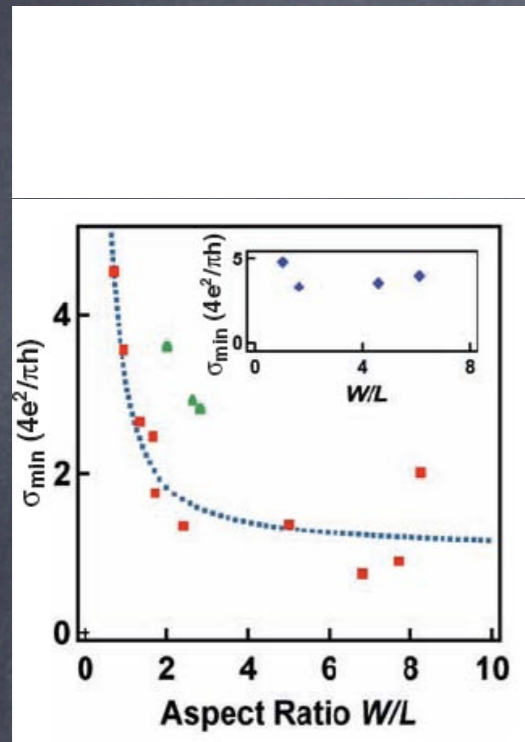 σmin (4e²/πh)
4
2
0
0 2 4 6 8 10
Aspect Ratio W/L
σmin (4e²/πh)
5
0
0 4 8
W/L